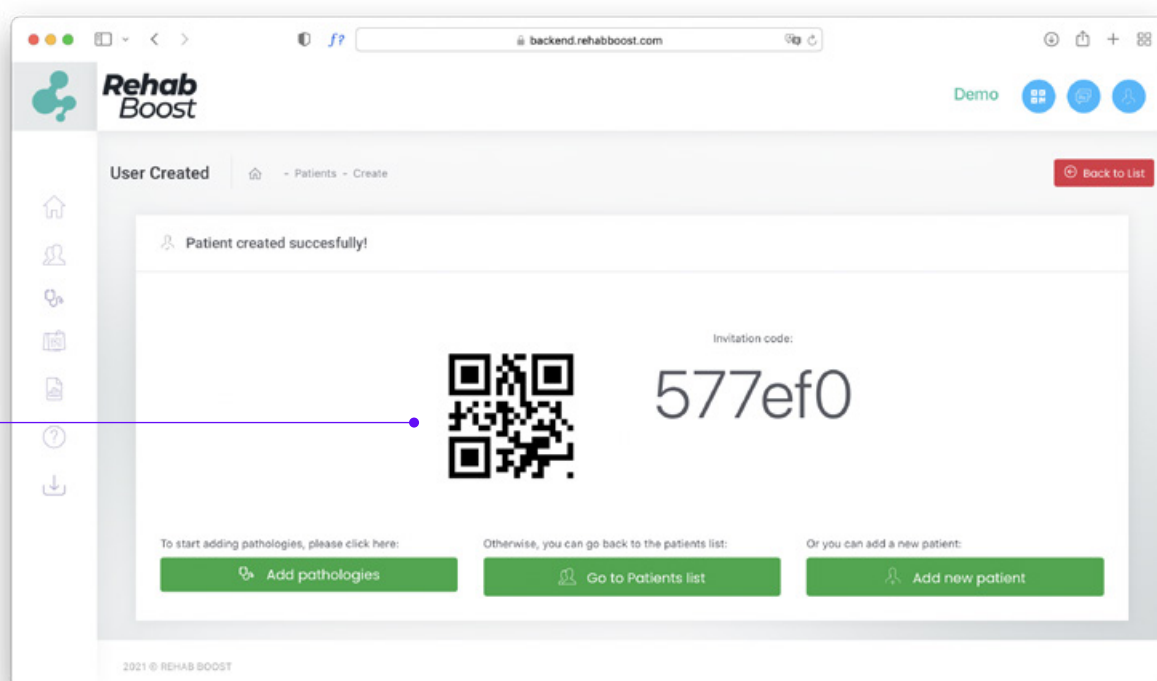 f?
backend.rehabboost.com
Rehab
Boost
Demo
User Created
- Patients - Create
Back to List
Patient created succesfully!
Invitation code:
577ef0
To start adding pathologies, please click here:
Otherwise, you can go back to the patients list:
Or you can add a new patient:
Add pathologies
Go to Patients list
Add new patient
2021 © REHAB BOOST